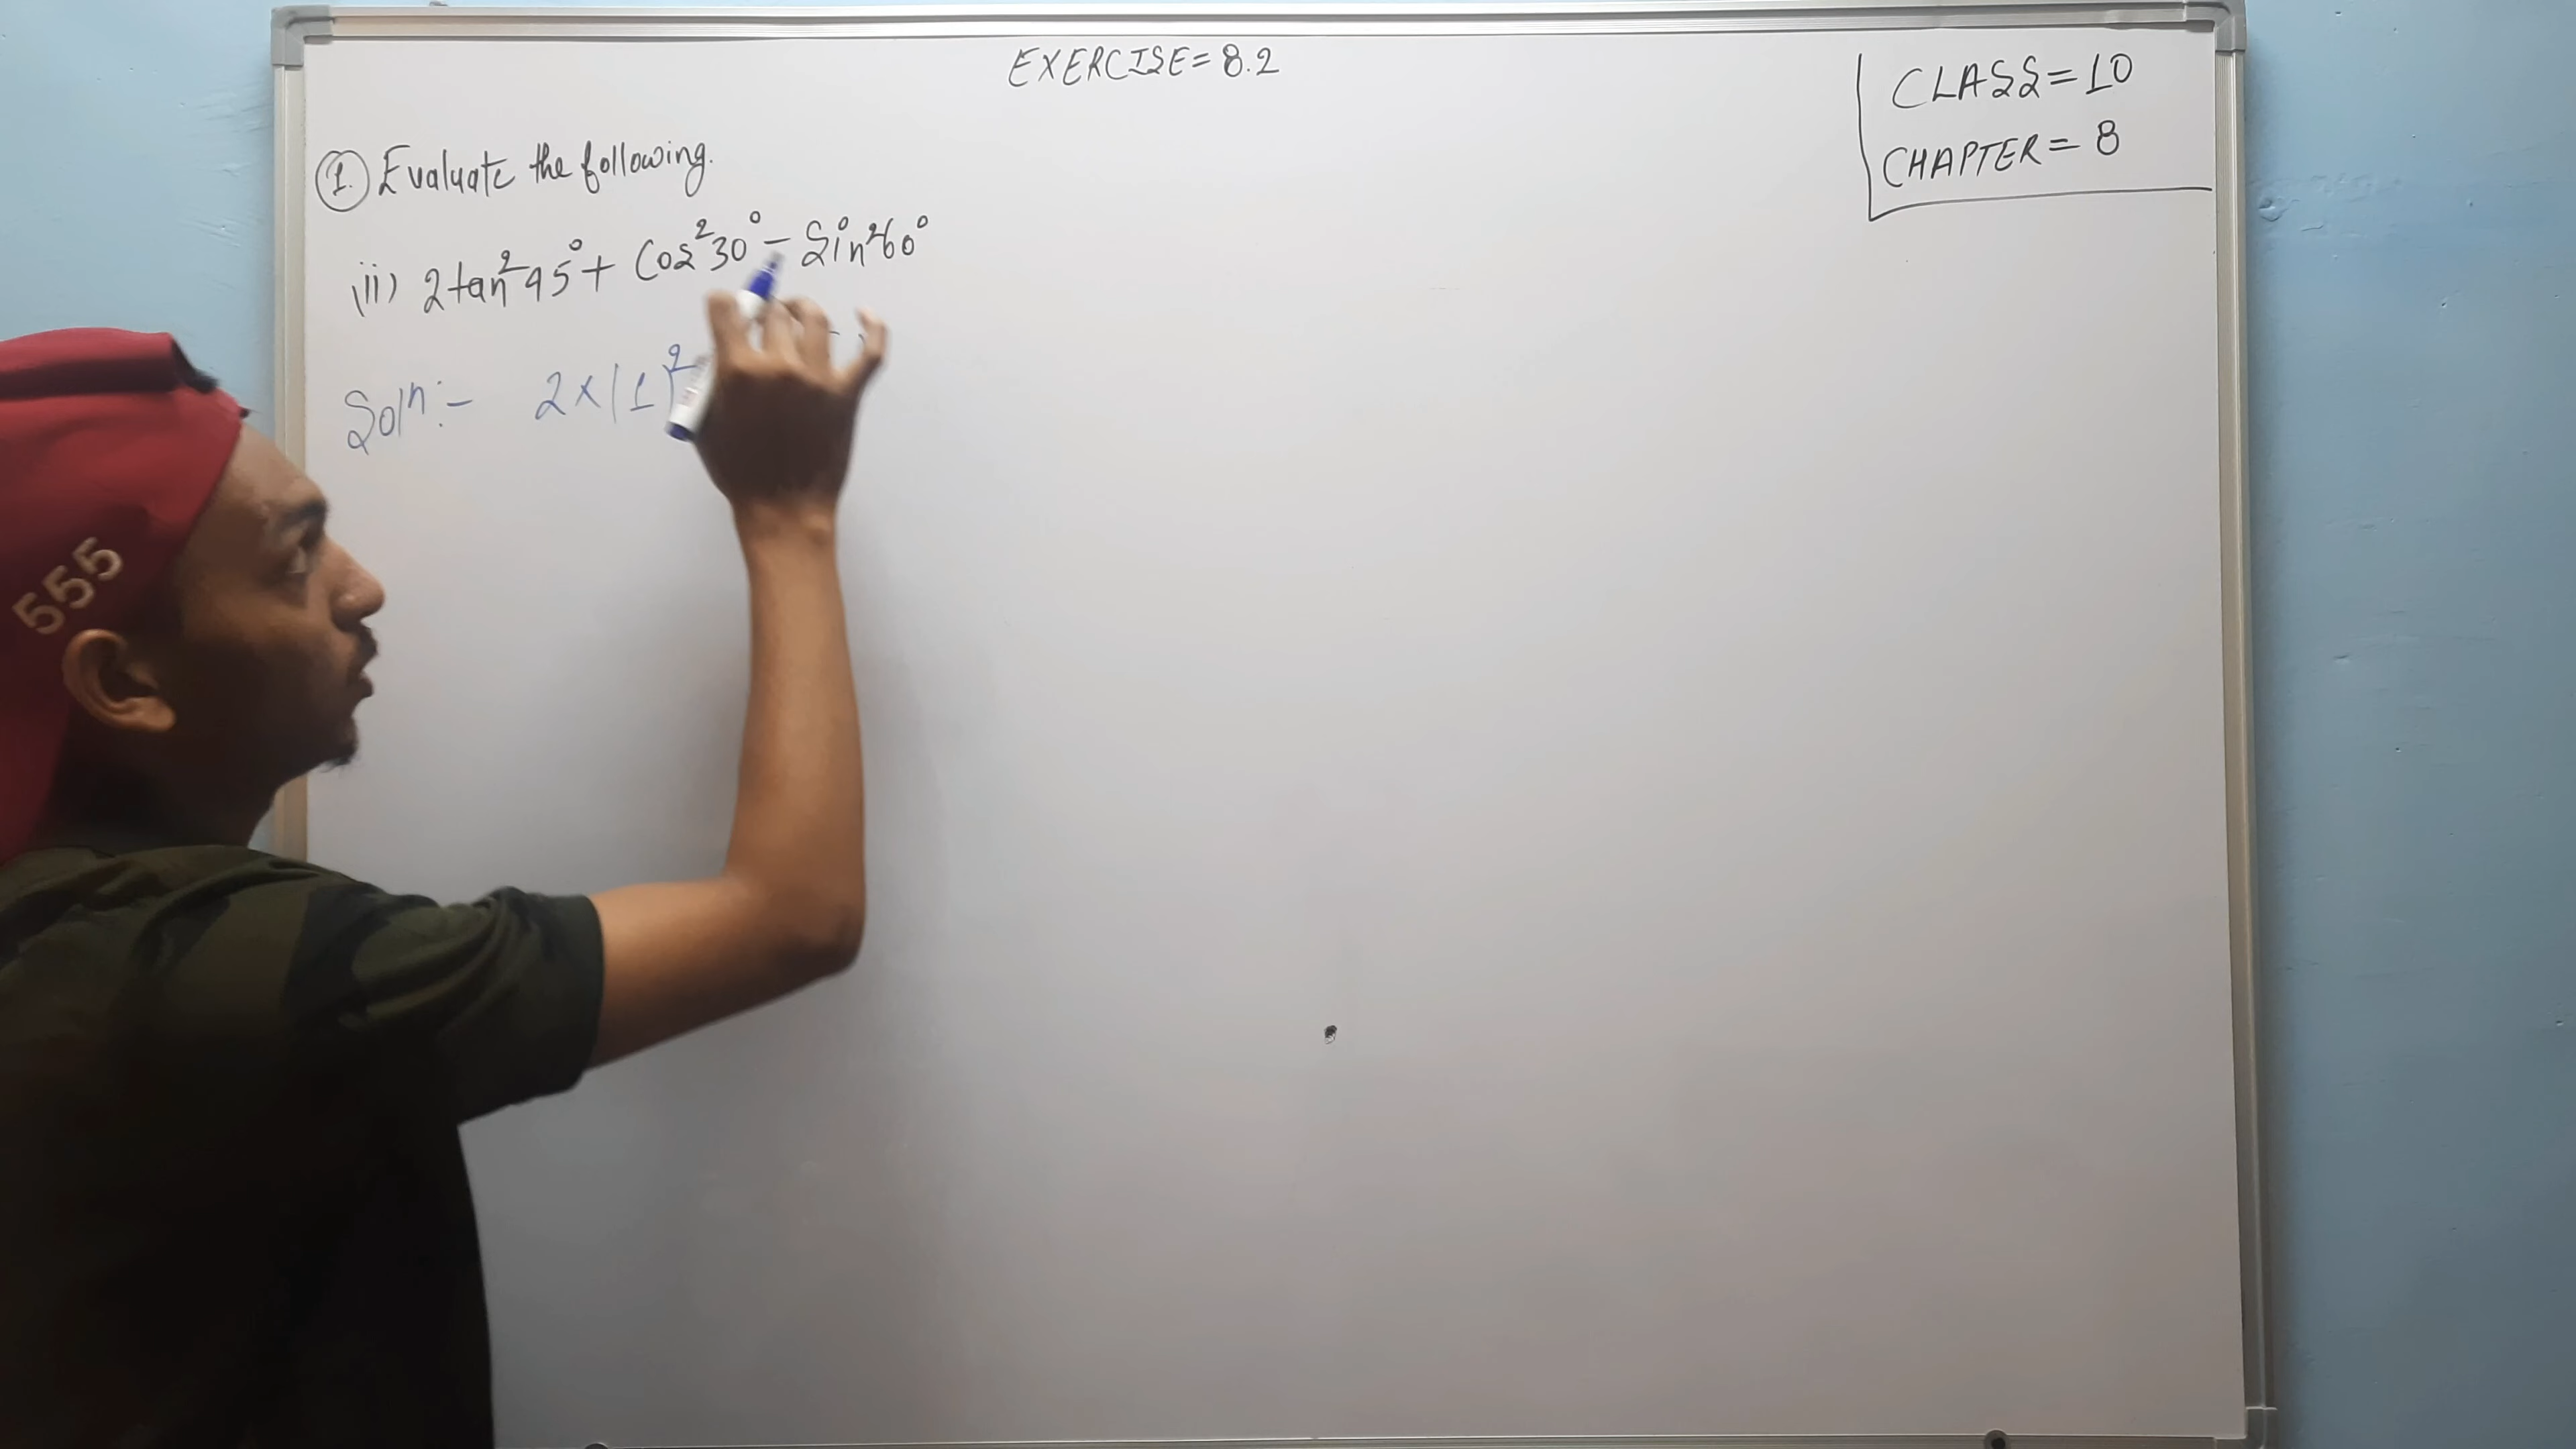 EXERCISE = 8.2
CLASS = 10
CHAPTER = 8
1. Evaluate the following.
(ii) 2tan²45° + Cos²30° - Sin²60°
Solⁿ:- 2×(1)²
555